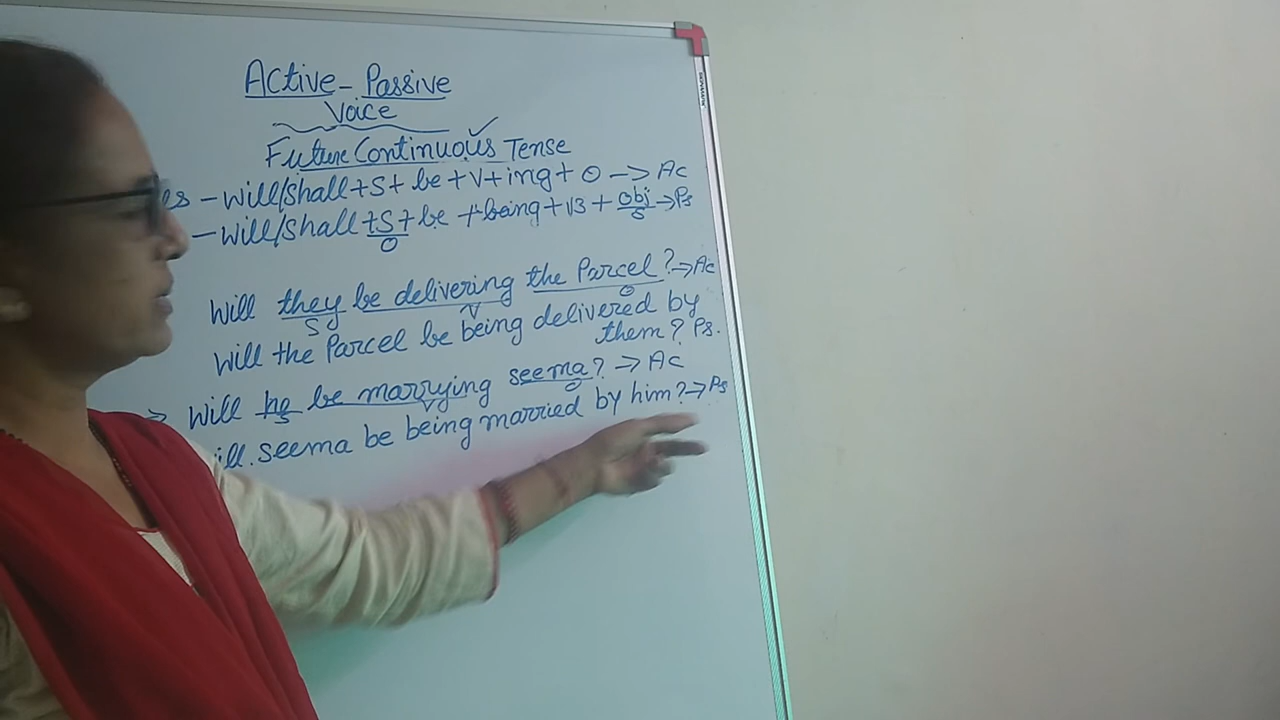 Active - Passive
Voice
Future Continuous Tense
es - will/shall + S + be + V + ing + O -> Ac
- will/shall + S + be + being + V3 + obj -> Ps
O S
Will they be delivering the Parcel? -> Ac
S V O
Will the Parcel be being delivered by
them? Ps.
-> Will he be marrying seema? -> Ac
S V O
ill. seema be being married by him? -> Ps